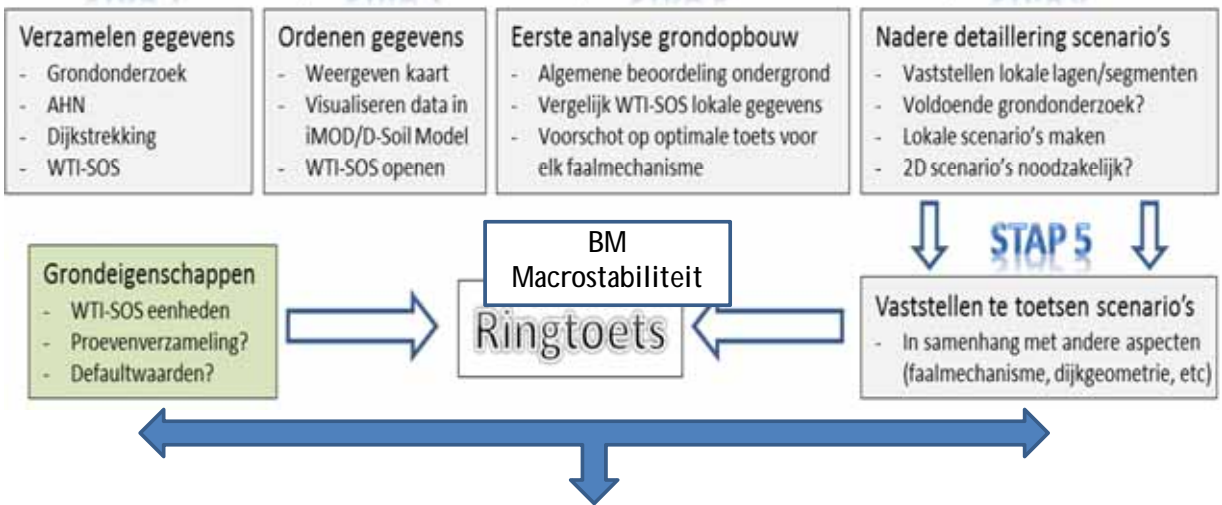 Verzamelen gegevens
- Grondonderzoek
- AHN
- Dijkstrekking
- WTI-SOS
Ordenen gegevens
- Weergeven kaart
- Visualiseren data in
iMOD/D-Soil Model
- WTI-SOS openen
Eerste analyse grondopbouw
- Algemene beoordeling ondergrond
- Vergelijk WTI-SOS lokale gegevens
- Voorschot op optimale toets voor
elk faalmechanisme
Nadere detaillering scenario's
- Vaststellen lokale lagen/segmenten
- Voldoende grondonderzoek?
- Lokale scenario's maken
- 2D scenario's noodzakelijk?
STAP 5
Grondeigenschappen
- WTI-SOS eenheden
- Proevenverzameling?
- Defaultwaarden?
BM
Macrostabiliteit
Ringtoets
Vaststellen te toetsen scenario's
- In samenhang met andere aspecten
(faalmechanisme, dijkgeometrie, etc)